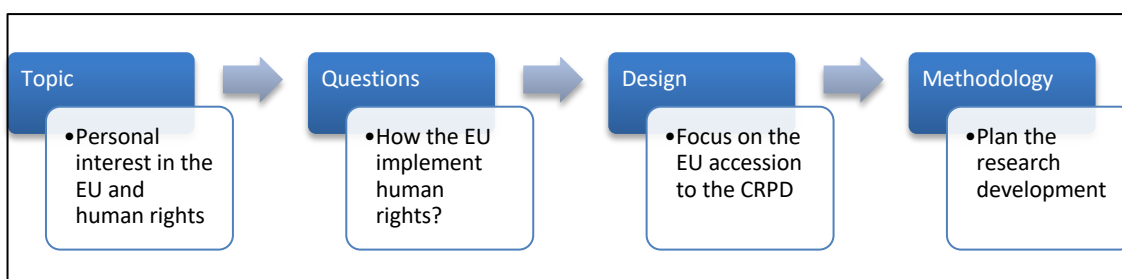 Topic
•Personal
interest in the
EU and
human rights
Questions
•How the EU
implement
human
rights?
Design
•Focus on the
EU accession
to the CRPD
Methodology
•Plan the
research
development